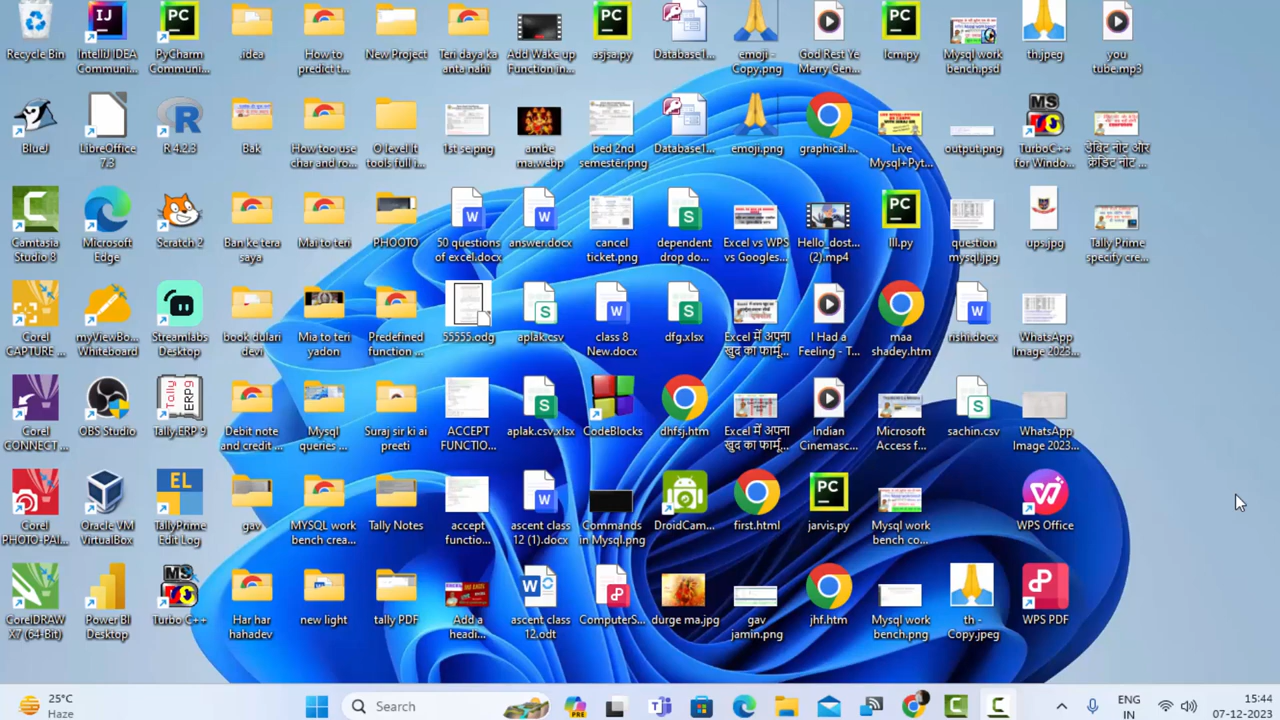 Recycle Bin
IntelliJ IDEA
Communi...
PyCharm
Communi...
.idea
How to
predict t...
New Project
Tendaya ka
anta nahi
Add Wake up
Function in...
asjsa.py
Database1...
emoji -
Copy.png
God Rest Ye
Merry Gen...
lcm.py
Mysql work
bench.psd
th.jpeg
you
tube.mp3
BlueJ
LibreOffice
7.3
R 4.2.3
Bak
How too use
char and ro...
O level it
tools full i...
1st se.png
ambe
ma.webp
bed 2nd
semester.png
Database1...
emoji.png
graphical....
Live
Mysql+Pyt...
output.png
TurboC++
for Windo...
डेबिट नोट और
क्रेडिट नोट ...
Camtasia
Studio 8
Microsoft
Edge
Scratch 2
Ban ke tera
saya
Mai to teri
PHOOTO
50 questions
of excel.docx
answer.docx
cancel
ticket.png
dependent
drop do...
Excel vs WPS
vs Googles...
Hello_dost...
(2).mp4
lll.py
question
mysql.jpg
ups.jpg
Tally Prime
specify cre...
Corel
CAPTURE ...
myViewBo...
Whiteboard
Streamlabs
Desktop
book dulari
devi
Mia to teri
yadon
Predefined
function ...
55555.odg
aplak.csv
class 8
New.docx
dfg.xlsx
Excel में अपना
खुद का फार्मू...
I Had a
Feeling - T...
maa
shadey.htm
rishi.docx
WhatsApp
Image 2023...
Corel
CONNECT...
OBS Studio
Tally.ERP 9
Debit note
and credit ...
Mysql
queries ...
Suraj sir ki ai
preeti
ACCEPT
FUNCTIO...
aplak.csv.xlsx
CodeBlocks
dhfsj.htm
Excel में अपना
खुद का फार्मू...
Indian
Cinemasc...
Microsoft
Access f...
sachin.csv
WhatsApp
Image 2023...
Corel
PHOTO-PAI...
Oracle VM
VirtualBox
TallyPrime
Edit Log
gav
MYSQL work
bench crea...
Tally Notes
accept
functio...
ascent class
12 (1).docx
Commands
in Mysql.png
DroidCam...
first.html
jarvis.py
Mysql work
bench co...
WPS Office
CorelDRAW
X7 (64-Bit)
Power BI
Desktop
Turbo C++
Har har
hahadev
new light
tally PDF
Add a
headi...
ascent class
12.odt
ComputerS...
durge ma.jpg
gav
jamin.png
jhf.htm
Mysql work
bench.png
th -
Copy.jpeg
WPS PDF
25°C
Haze
Search
ENG
IN
15:44
07-12-2023